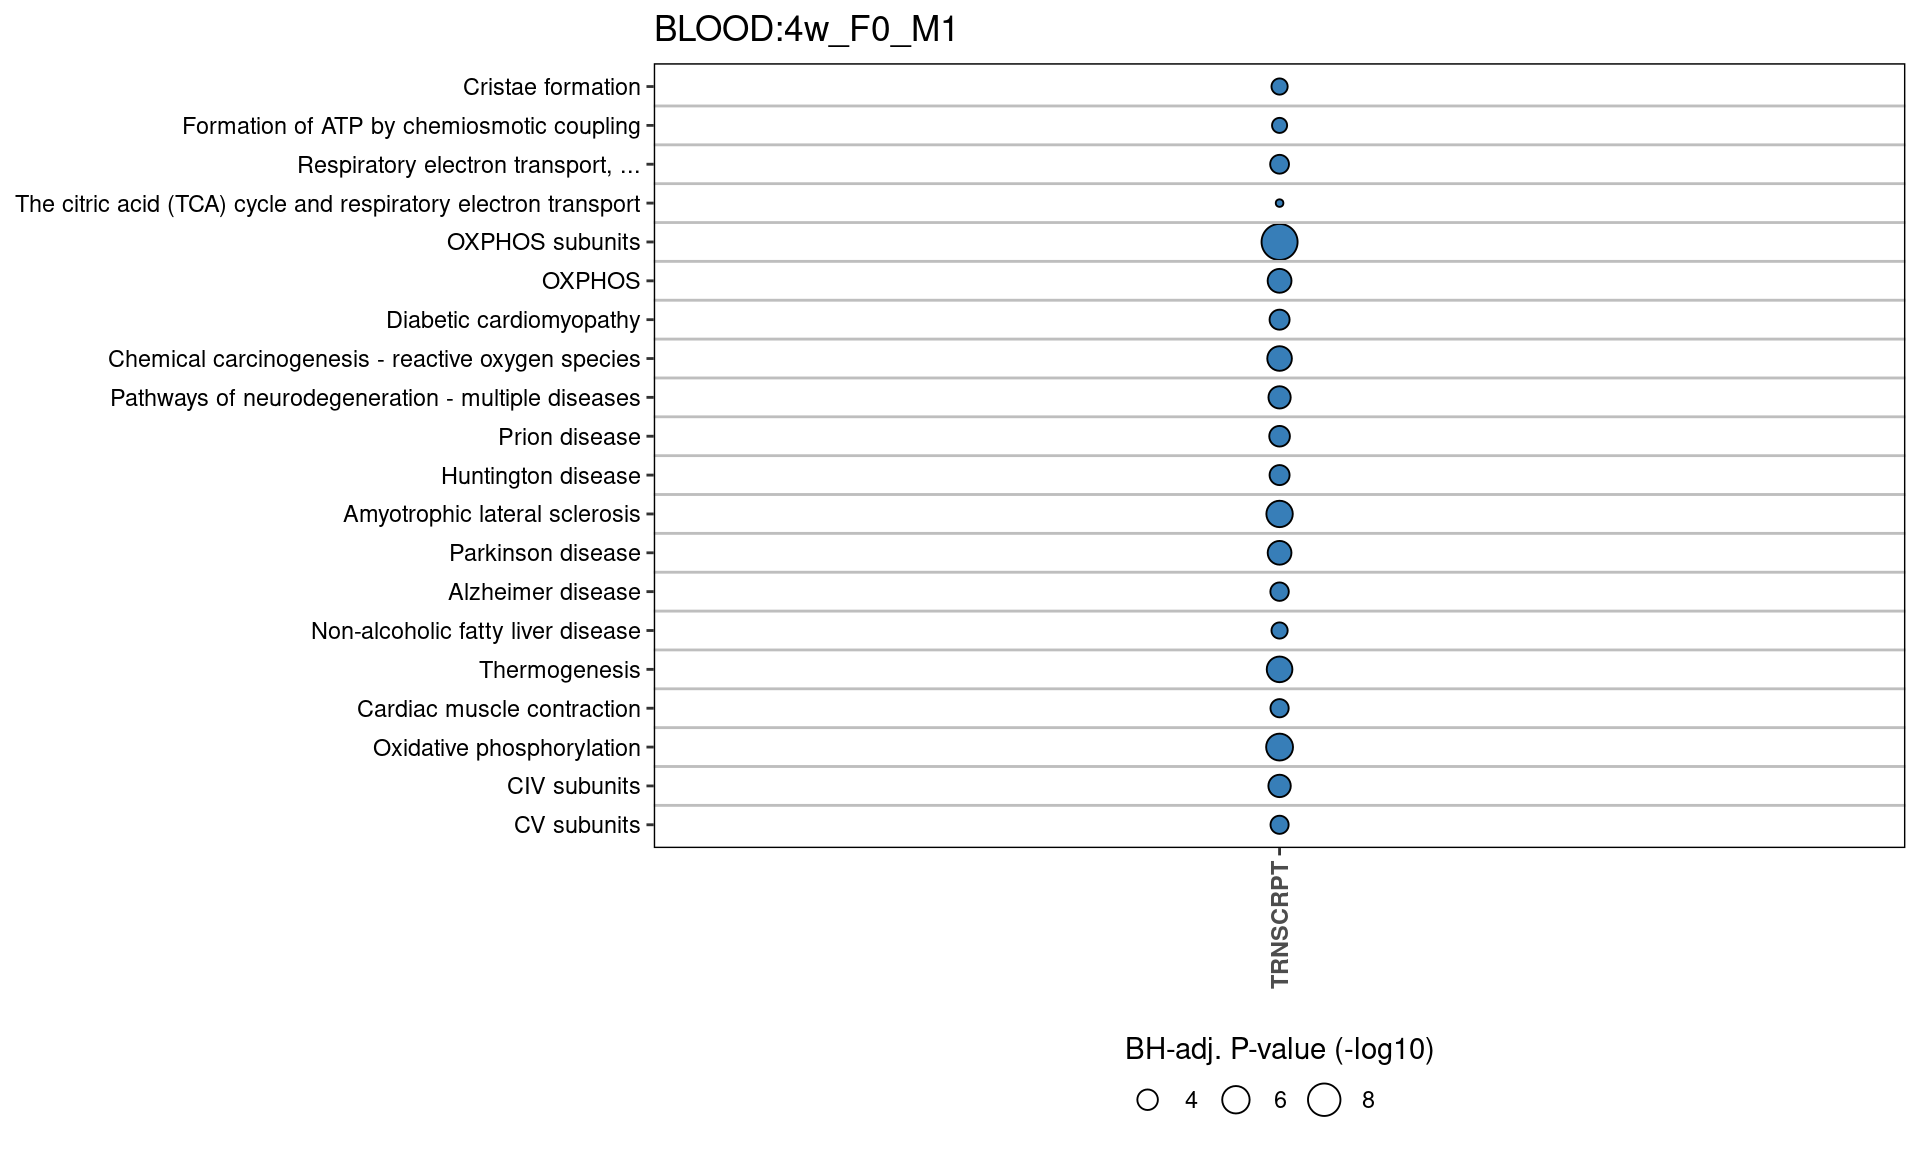 BLOOD:4w_F0_M1
Cristae formation
Formation of ATP by chemiosmotic coupling
Respiratory electron transport, ...
The citric acid (TCA) cycle and respiratory electron transport
OXPHOS subunits
OXPHOS
Diabetic cardiomyopathy
Chemical carcinogenesis - reactive oxygen species
Pathways of neurodegeneration - multiple diseases
Prion disease
Huntington disease
Amyotrophic lateral sclerosis
Parkinson disease
Alzheimer disease
Non-alcoholic fatty liver disease
Thermogenesis
Cardiac muscle contraction
Oxidative phosphorylation
CIV subunits
CV subunits
TRNSCRPT
BH-adj. P-value (-log10)
4 6 8